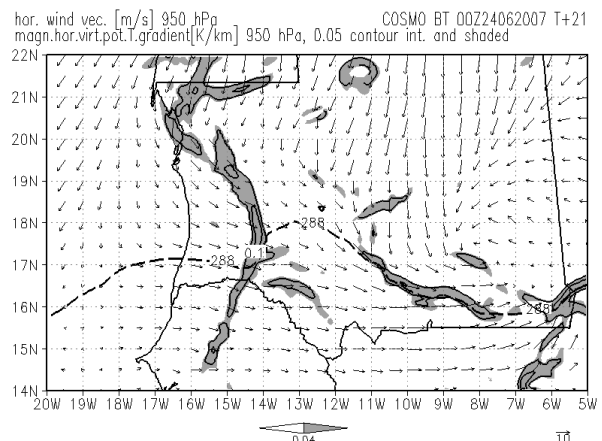 hor. wind vec. [m/s] 950 hPa COSMO BT 00Z24062007 T+21
magn.hor.virt.pot.T.gradient[K/km] 950 hPa, 0.05 contour int. and shaded
22N
21N
20N
19N
18N
288
17N
288
0.1
16N
288
15N
14N
20W 19W 18W 17W 16W 15W 14W 13W 12W 11W 10W 9W 8W 7W 6W 5W
0.04
10